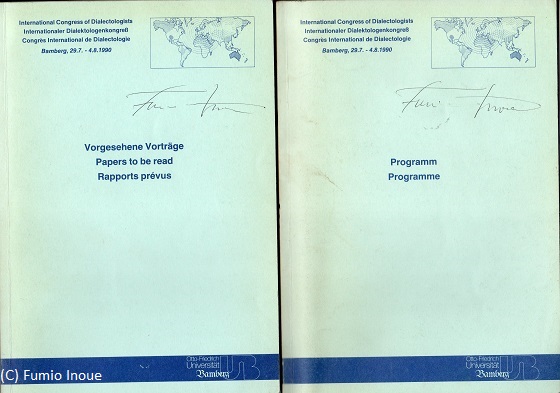 International Congress of Dialectologists
Internationaler Dialektologenkongreß
Congrès International de Dialectologie
Bamberg, 29.7. - 4.8.1990
Vorgesehene Vorträge
Papers to be read
Rapports prévus
Otto-Friedrich
Universität
Bamberg
International Congress of Dialectologists
Internationaler Dialektologenkongreß
Congrès International de Dialectologie
Bamberg, 29.7. - 4.8.1990
Fumio Inoue
Programm
Programme
Otto-Friedrich
Universität
Bamberg
(C) Fumio Inoue